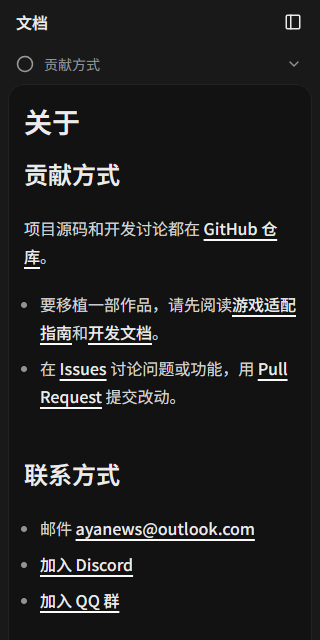 文档
贡献方式
关于
贡献方式
项目源码和开发讨论都在 GitHub 仓
库。
要移植一部作品，请先阅读游戏适配
指南和开发文档。
在 Issues 讨论问题或功能，用 Pull
Request 提交改动。
联系方式
邮件 ayanews@outlook.com
加入 Discord
加入 QQ 群